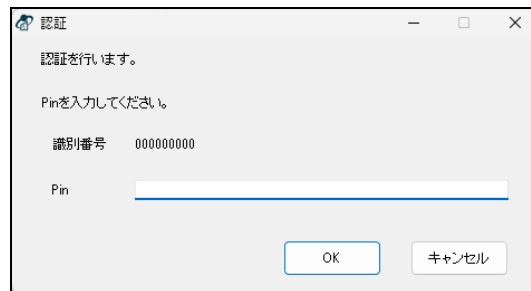 認証
認証を行います。
Pinを入力してください。
識別番号 000000000
Pin
OK キャンセル